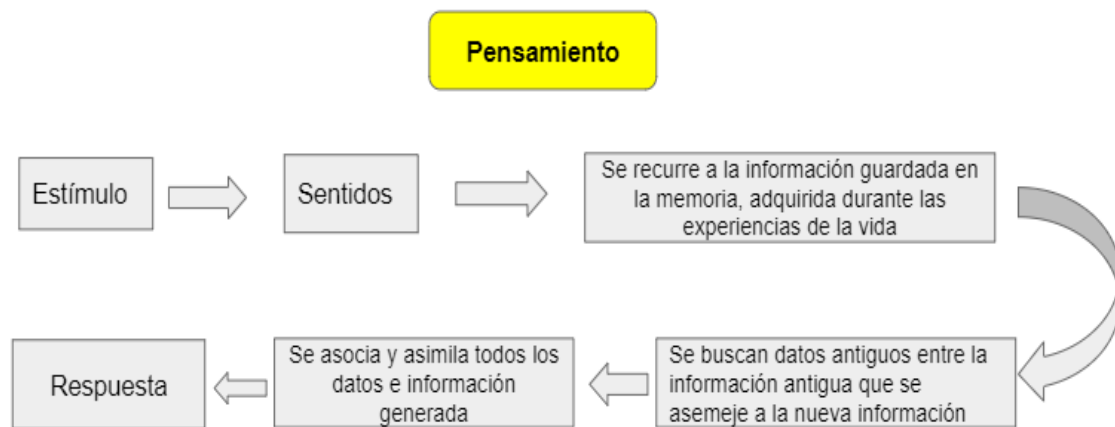 Pensamiento
Estímulo
Sentidos
Se recurre a la información guardada en
la memoria, adquirida durante las
experiencias de la vida
Se buscan datos antiguos entre la
información antigua que se
asemeje a la nueva información
Se asocia y asimila todos los
datos e información
generada
Respuesta